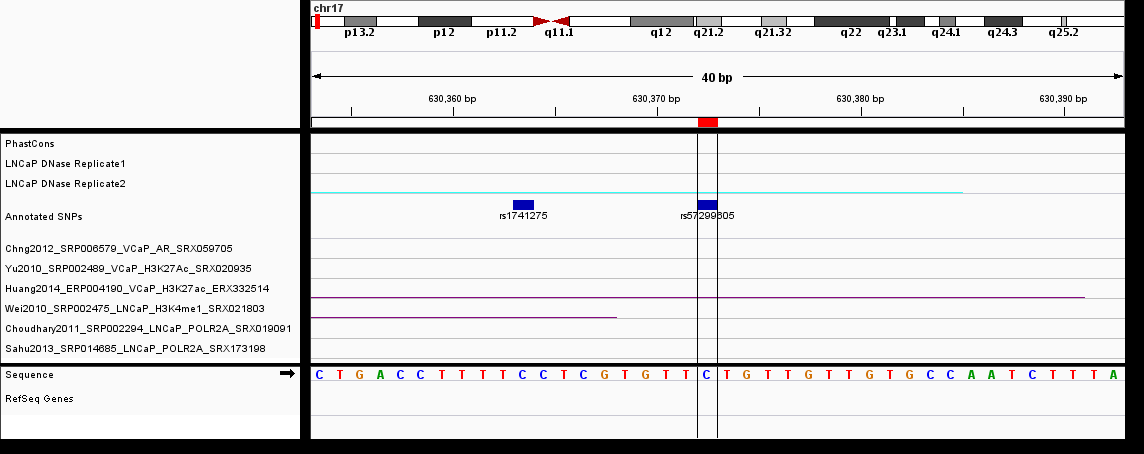 chr17
p13.2 p12 p11.2 q11.1 q12 q21.2 q21.32 q22 q23.1 q24.1 q24.3 q25.2
40 bp
630,360 bp 630,370 bp 630,380 bp 630,390 bp
PhastCons
LNCaP DNase Replicate1
LNCaP DNase Replicate2
Annotated SNPs
rs1741275 rs57299605
Chng2012_SRP006579_VCaP_AR_SRX059705
Yu2010_SRP002489_VCaP_H3K27Ac_SRX020935
Huang2014_ERP004190_VCaP_H3K27ac_ERX332514
Wei2010_SRP002475_LNCaP_H3K4me1_SRX021803
Choudhary2011_SRP002294_LNCaP_POLR2A_SRX019091
Sahu2013_SRP014685_LNCaP_POLR2A_SRX173198
Sequence C T G A C C T T T T C C T C G T G T T C T G T T G T T G T G C C A A T C T T T A
RefSeq Genes